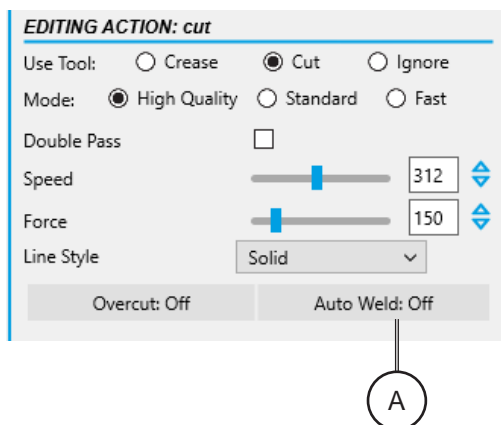 EDITING ACTION: cut
Use Tool: Crease Cut Ignore
Mode: High Quality Standard Fast
Double Pass
Speed 312
Force 150
Line Style Solid
Overcut: Off Auto Weld: Off
A